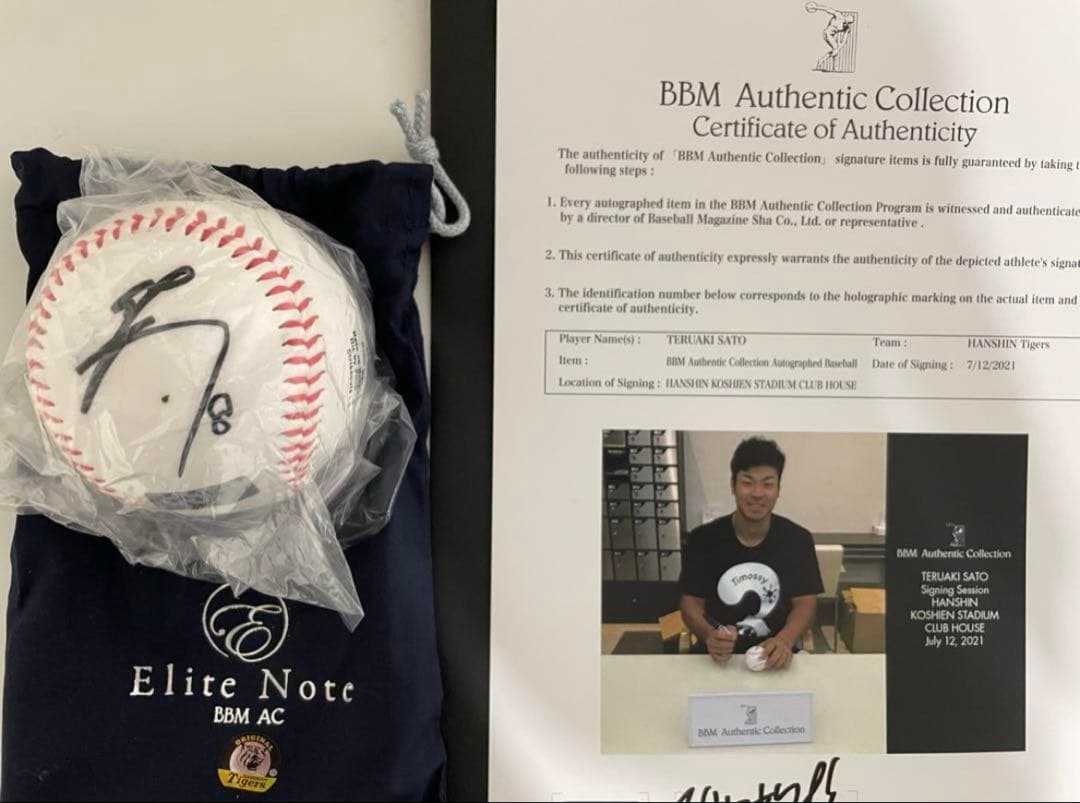 8
Elite Note
BBM AC
ORIGINAL
HANSHIN
Tigers
BBM Authentic Collection
Certificate of Authenticity
The authenticity of 「BBM Authentic Collection」 signature items is fully guaranteed by taking t
following steps :
1. Every autographed item in the BBM Authentic Collection Program is witnessed and authenticate
by a director of Baseball Magazine Sha Co., Ltd. or representative .
2. This certificate of authenticity expressly warrants the authenticity of the depicted athlete's signat
3. The identification number below corresponds to the holographic marking on the actual item and
certificate of authenticity.
Player Name(s) : TERUAKI SATO Team : HANSHIN Tigers
Item : BBM Authentic Collection Autographed Baseball Date of Signing : 7/12/2021
Location of Signing : HANSHIN KOSHIEN STADIUM CLUB HOUSE
Timossy
BBM Authentic Collection
BBM Authentic Collection
TERUAKI SATO
Signing Session
HANSHIN
KOSHIEN STADIUM
CLUB HOUSE
July 12, 2021